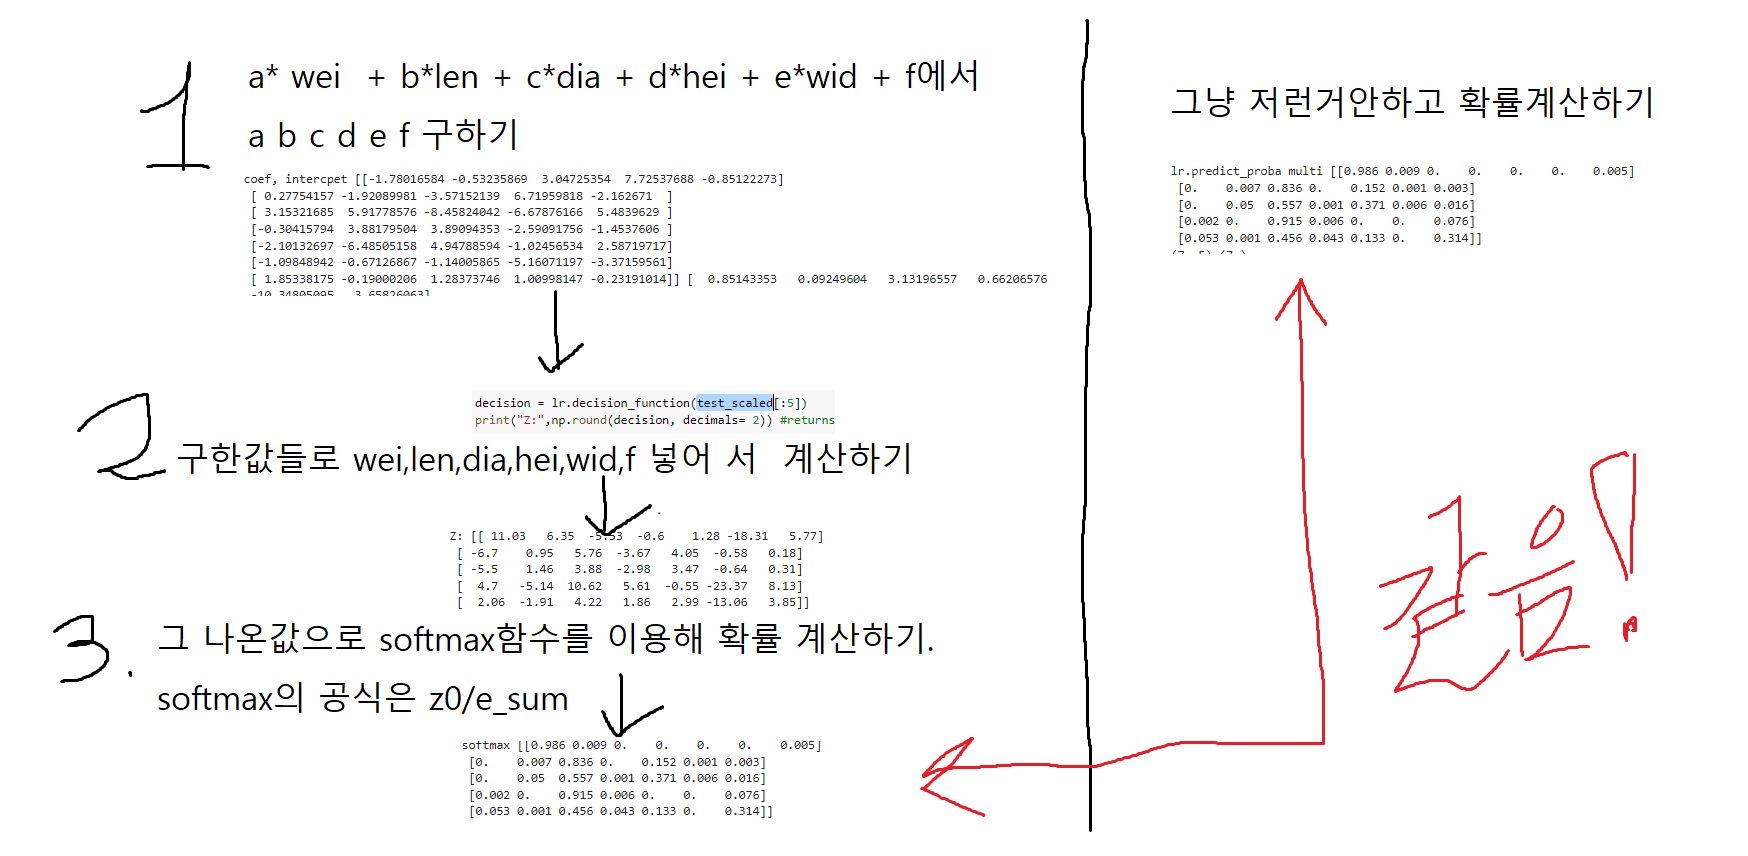 1
a* wei + b*len + c*dia + d*hei + e*wid + f에서
a b c d e f 구하기
coef, intercpet [[-1.78016584 -0.53235869 3.04725354 7.72537688 -0.85122273]
[ 0.27754157 -1.92089981 -3.57152139 6.71959818 -2.162671 ]
[ 3.15321685 5.91778576 -8.45824042 -6.67876166 5.4839629 ]
[-0.30415794 3.88179504 3.89094353 -2.59091756 -1.4537606 ]
[-2.10132697 -6.48505158 4.94788594 -1.02456534 2.58719717]
[-1.09848942 -0.67126867 -1.14005865 -5.16071197 -3.37159561]
[ 1.85338175 -0.19000206 1.28373746 1.00998147 -0.23191014]] [ 0.85143353 0.09249604 3.13196557 0.66206576
-10.34805095 3.65826063]
2
decision = lr.decision_function(test_scaled[:5])
print("Z:",np.round(decision, decimals= 2)) #returns
구한값들로 wei,len,dia,hei,wid,f 넣어 서 계산하기
Z: [[ 11.03 6.35 -5.53 -0.6 1.28 -18.31 5.77]
[ -6.7 0.95 5.76 -3.67 4.05 -0.58 0.18]
[ -5.5 1.46 3.88 -2.98 3.47 -0.64 0.31]
[ 4.7 -5.14 10.62 5.61 -0.55 -23.37 8.13]
[ 2.06 -1.91 4.22 1.86 2.99 -13.06 3.85]]
3.
그 나온값으로 softmax함수를 이용해 확률 계산하기.
softmax의 공식은 z0/e_sum
softmax [[0.986 0.009 0. 0. 0. 0. 0.005]
[0. 0.007 0.836 0. 0.152 0.001 0.003]
[0. 0.05 0.557 0.001 0.371 0.006 0.016]
[0.002 0. 0.915 0.006 0. 0. 0.076]
[0.053 0.001 0.456 0.043 0.133 0. 0.314]]
그냥 저런거안하고 확률계산하기
lr.predict_proba multi [[0.986 0.009 0. 0. 0. 0. 0.005]
[0. 0.007 0.836 0. 0.152 0.001 0.003]
[0. 0.05 0.557 0.001 0.371 0.006 0.016]
[0.002 0. 0.915 0.006 0. 0. 0.076]
[0.053 0.001 0.456 0.043 0.133 0. 0.314]]
같음!